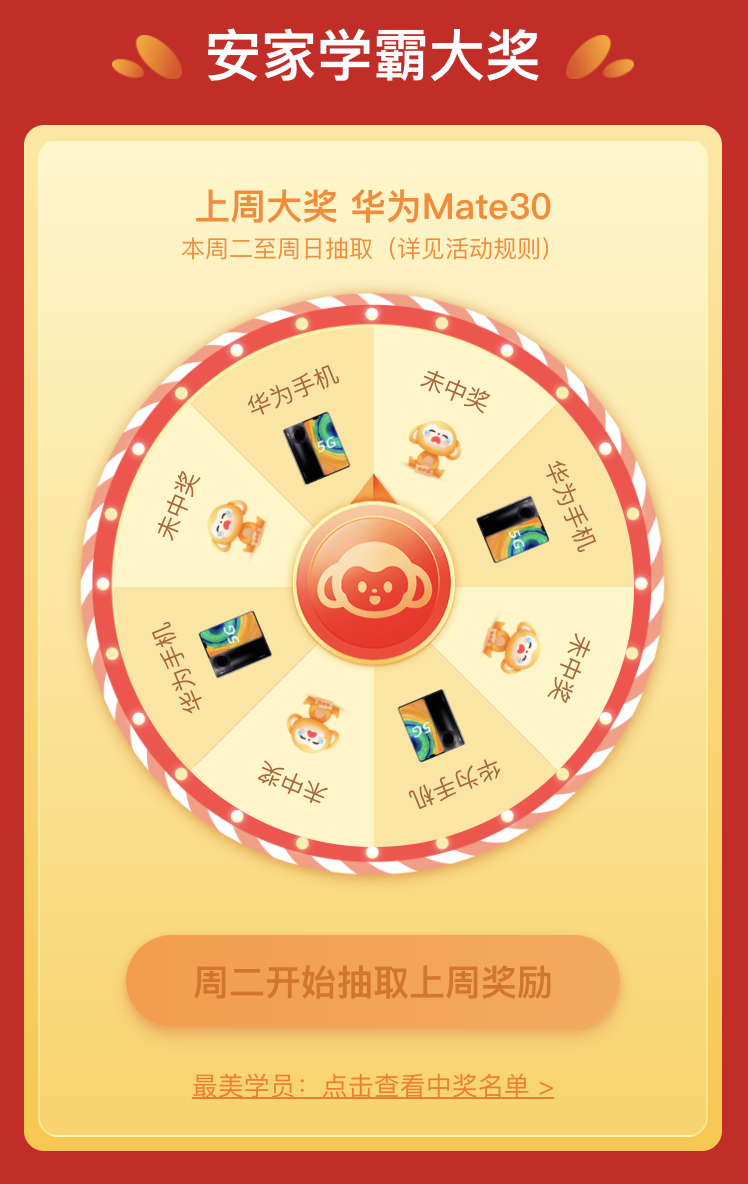 安家学霸大奖
上周大奖 华为Mate30
本周二至周日抽取（详见活动规则）
华为手机
未中奖
华为手机
未中奖
华为手机
未中奖
华为手机
未中奖
5G
5G
5G
5G
周二开始抽取上周奖励
最美学员：点击查看中奖名单 >